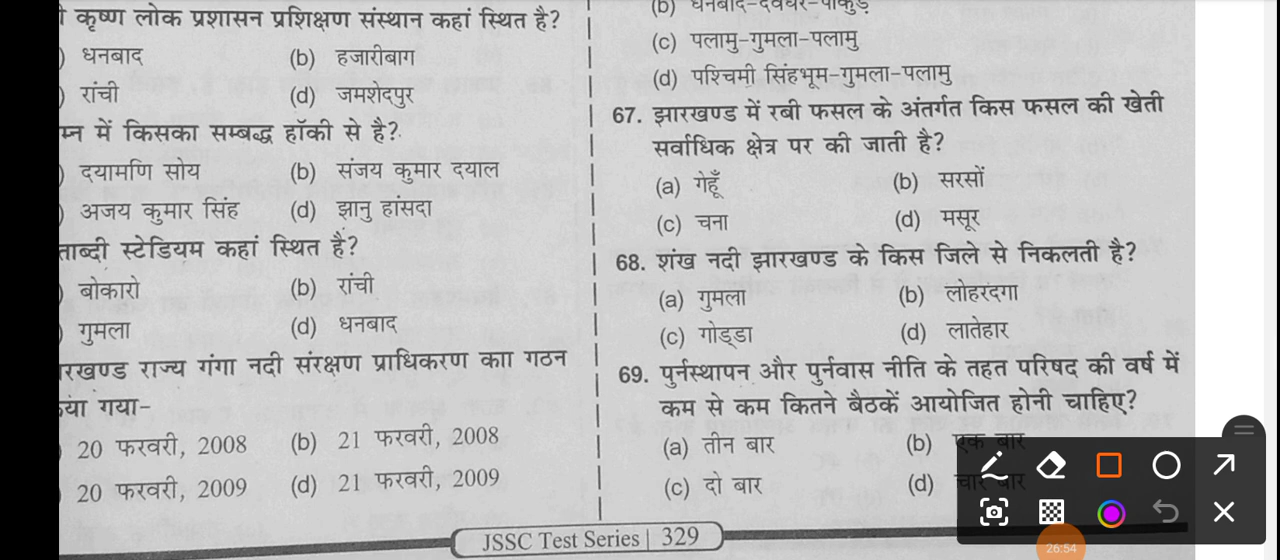 कृष्ण लोक प्रशासन प्रशिक्षण संस्थान कहां स्थित है?
) धनबाद (b) हजारीबाग
) रांची (d) जमशेदपुर
म्न में किसका सम्बद्ध हॉकी से है?
दयामणि सोय (b) संजय कुमार दयाल
) अजय कुमार सिंह (d) झानु हांसदा
ताब्दी स्टेडियम कहां स्थित है?
बोकारो (b) रांची
) गुमला (d) धनबाद
रखण्ड राज्य गंगा नदी संरक्षण प्राधिकरण काा गठन
या गया-
20 फरवरी, 2008 (b) 21 फरवरी, 2008
20 फरवरी, 2009 (d) 21 फरवरी, 2009
(b) धनबाद-देवघर-पाकुड़
(c) पलामु-गुमला-पलामु
(d) पश्चिमी सिंहभूम-गुमला-पलामु
67. झारखण्ड में रबी फसल के अंतर्गत किस फसल की खेती
सर्वाधिक क्षेत्र पर की जाती है?
(a) गेहूँ (b) सरसों
(c) चना (d) मसूर
68. शंख नदी झारखण्ड के किस जिले से निकलती है?
(a) गुमला (b) लोहरदगा
(c) गोड्डा (d) लातेहार
69. पुर्नस्थापन और पुर्नवास नीति के तहत परिषद की वर्ष में
कम से कम कितने बैठकें आयोजित होनी चाहिए?
(a) तीन बार (b) एक बार
(c) दो बार (d) चार बार
JSSC Test Series | 329
26:54